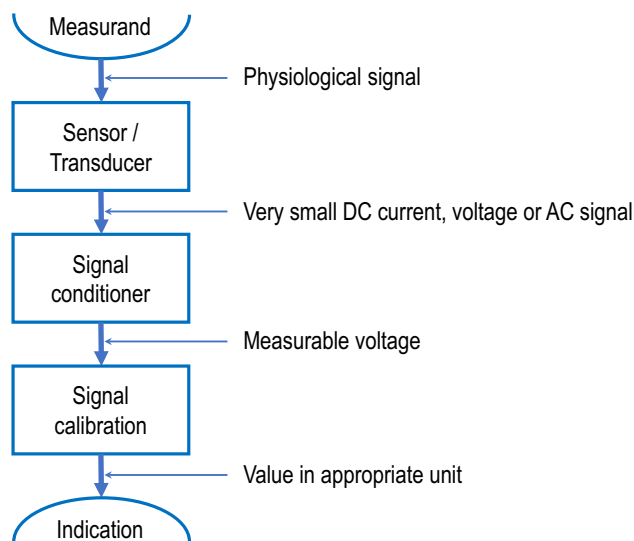 Measurand
Physiological signal
Sensor /
Transducer
Very small DC current, voltage or AC signal
Signal
conditioner
Measurable voltage
Signal
calibration
Value in appropriate unit
Indication